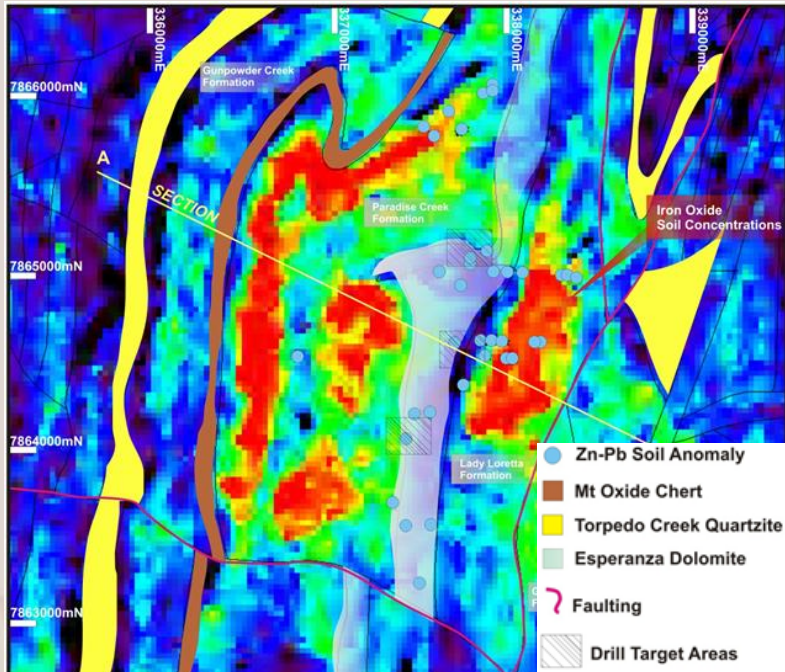 336000mE
337000mE
338000mE
339000mE
7866000mN
Gunpowder Creek
Formation
A
SECTION
Paradise Creek
Formation
Iron Oxide
Soil Concentrations
7865000mN
7864000mN
Lady Loretta
Formation
7863000mN
Zn-Pb Soil Anomaly
Mt Oxide Chert
Torpedo Creek Quartzite
Esperanza Dolomite
Faulting
Drill Target Areas